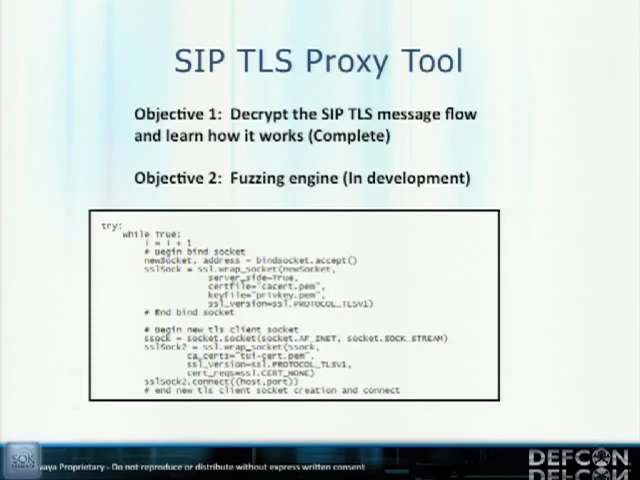 SIP TLS Proxy Tool
Objective 1: Decrypt the SIP TLS message flow
and learn how it works (Complete)
Objective 2: Fuzzing engine (In development)
try:
while True:
i = i + 1
# Begin bind socket
newSocket, address = bindsocket.accept()
sslSock = ssl.wrap_socket(newSocket,
server_side=True,
certfile="cacert.pem",
keyfile="privkey.pem",
ssl_version=ssl.PROTOCOL_TLSv1)
# End bind socket
# Begin new tls client socket
ssock = socket.socket(socket.AF_INET, socket.SOCK_STREAM)
sslSock2 = ssl.wrap_socket(ssock,
ca_certs="tui-cert.pem",
ssl_version=ssl.PROTOCOL_TLSv1,
cert_reqs=ssl.CERT_NONE)
sslSock2.connect((host,port))
# end new tls client socket creation and connect
vaya Proprietary - Do not reproduce or distribute without express written consent
DEFCON